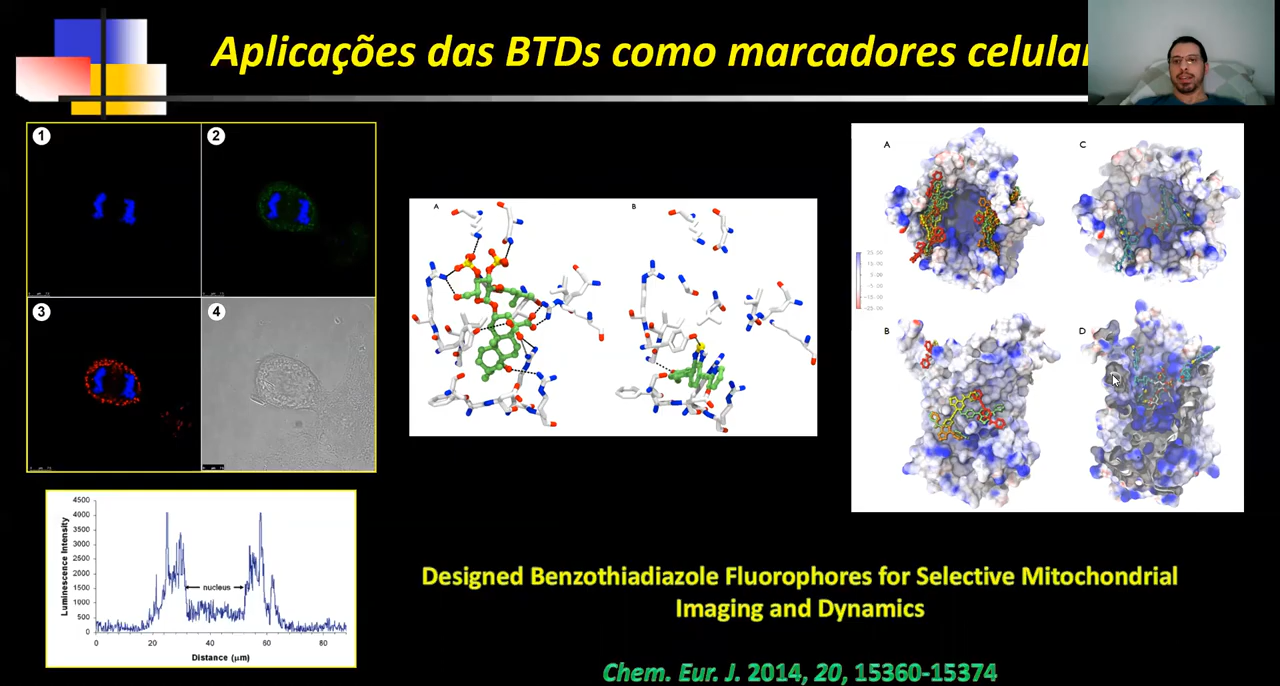 Aplicações das BTDs como marcadores celular
1
2
3
4
A
B
A
C
B
D
4500
4000
3500
3000
2500
2000
1500
1000
500
0
Luminescence Intensity
nucleus
0
20
40
60
80
Distance (µm)
Designed Benzothiadiazole Fluorophores for Selective Mitochondrial
Imaging and Dynamics
Chem. Eur. J. 2014, 20, 15360-15374